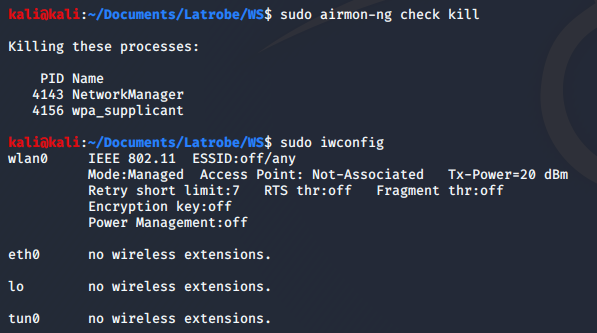 kali@kali:~/Documents/Latrobe/WS$ sudo airmon-ng check kill
Killing these processes:
PID Name
4143 NetworkManager
4156 wpa_supplicant
kali@kali:~/Documents/Latrobe/WS$ sudo iwconfig
wlan0 IEEE 802.11 ESSID:off/any
Mode:Managed Access Point: Not-Associated Tx-Power=20 dBm
Retry short limit:7 RTS thr:off Fragment thr:off
Encryption key:off
Power Management:off
eth0 no wireless extensions.
lo no wireless extensions.
tun0 no wireless extensions.